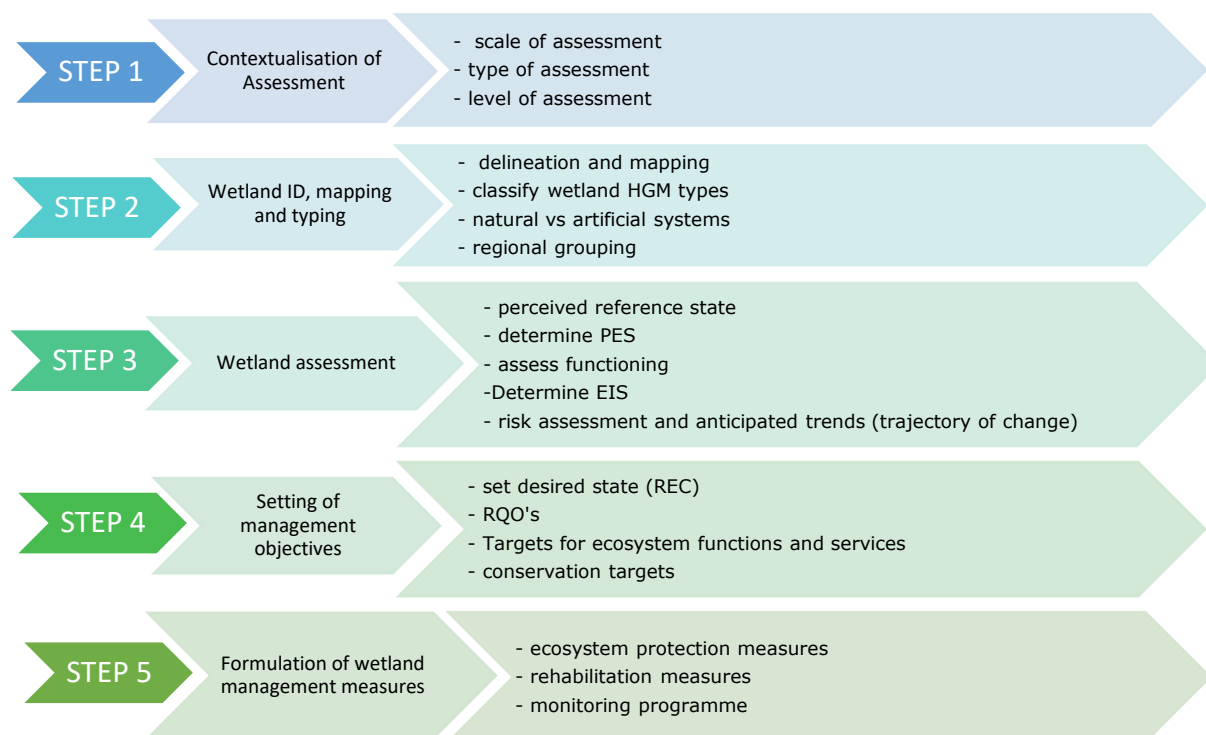 STEP 1
Contextualisation of
Assessment
- scale of assessment
- type of assessment
- level of assessment
STEP 2
Wetland ID, mapping
and typing
- delineation and mapping
- classify wetland HGM types
- natural vs artificial systems
- regional grouping
STEP 3
Wetland assessment
- perceived reference state
- determine PES
- assess functioning
-Determine EIS
- risk assessment and anticipated trends (trajectory of change)
STEP 4
Setting of
management
objectives
- set desired state (REC)
- RQO's
- Targets for ecosystem functions and services
- conservation targets
STEP 5
Formulation of wetland
management measures
- ecosystem protection measures
- rehabilitation measures
- monitoring programme